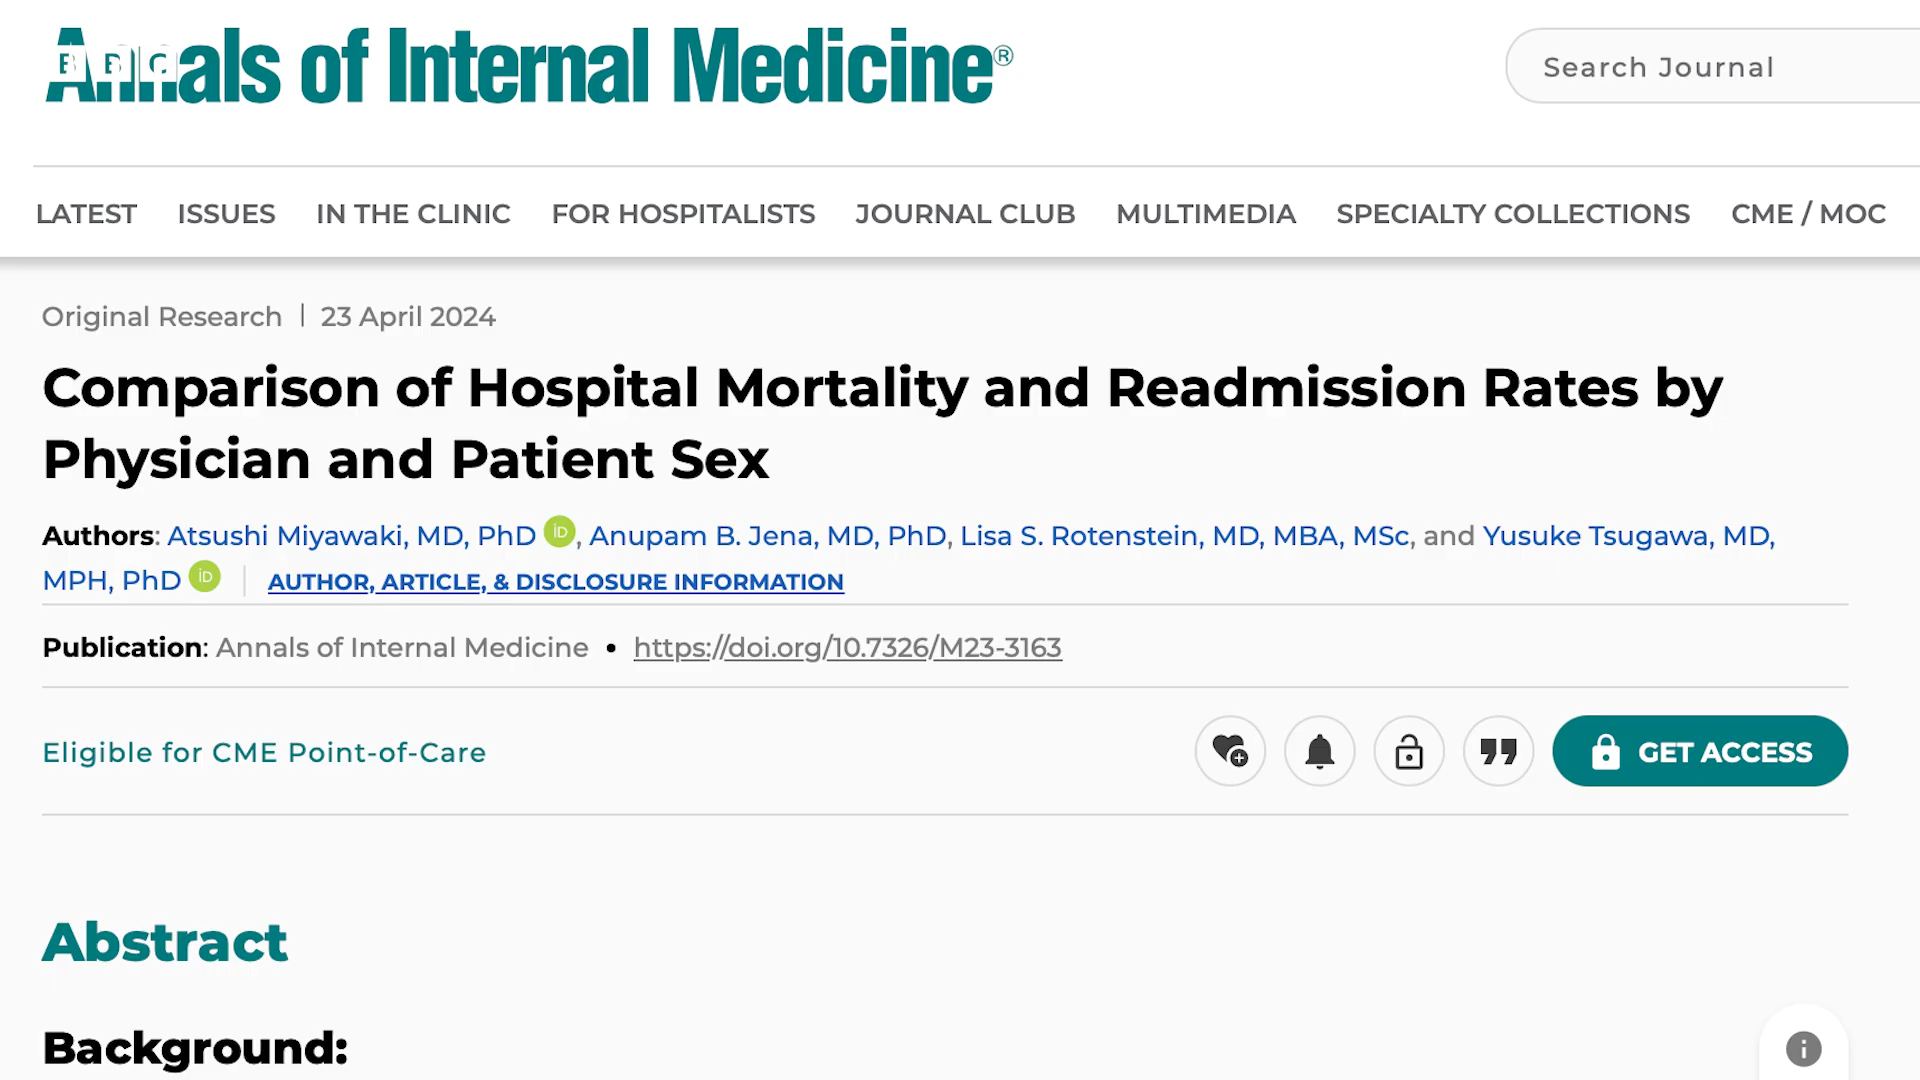 Annals of Internal Medicine®
BBC
Search Journal
LATEST ISSUES IN THE CLINIC FOR HOSPITALISTS JOURNAL CLUB MULTIMEDIA SPECIALTY COLLECTIONS CME / MOC
Original Research | 23 April 2024
Comparison of Hospital Mortality and Readmission Rates by
Physician and Patient Sex
Authors: Atsushi Miyawaki, MD, PhD iD, Anupam B. Jena, MD, PhD, Lisa S. Rotenstein, MD, MBA, MSc, and Yusuke Tsugawa, MD,
MPH, PhD iD | AUTHOR, ARTICLE, & DISCLOSURE INFORMATION
Publication: Annals of Internal Medicine • https://doi.org/10.7326/M23-3163
Eligible for CME Point-of-Care
GET ACCESS
Abstract
Background: